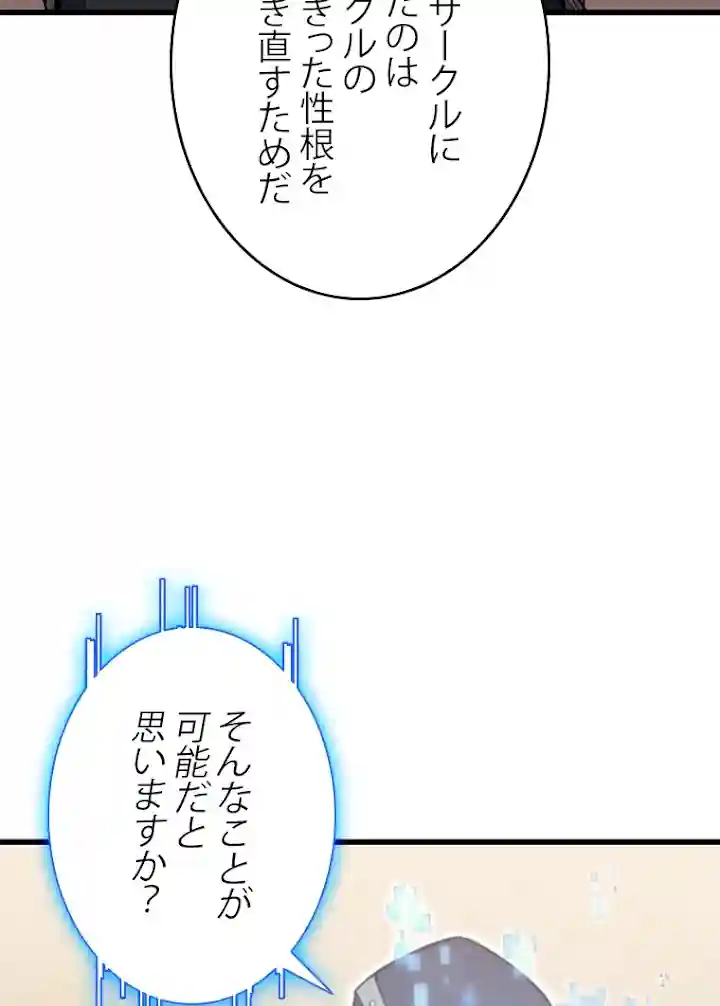 サークルに
たのは
クルの
きった性根を
き直すためだ
そんなことが
可能だと
思いますか？